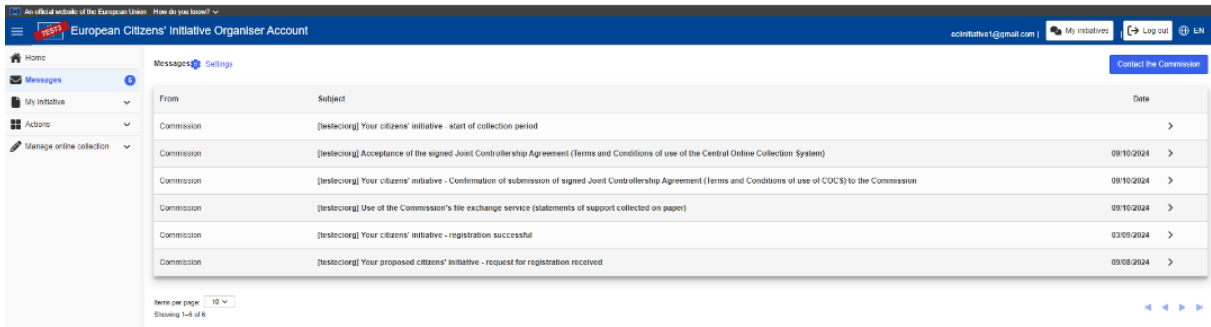 An official website of the European Union How do you know?
TEST3 European Citizens' Initiative Organiser Account
eciinitiative1@gmail.com | My initiatives | Log out EN
Home
Messages 6
My initiative
Actions
Manage online collection
Messages Settings
Contact the Commission
From Subject Date
Commission [testeciorg] Your citizens' initiative - start of collection period
Commission [testeciorg] Acceptance of the signed Joint Controllership Agreement (Terms and Conditions of use of the Central Online Collection System) 09/10/2024
Commission [testeciorg] Your citizens' initiative - Confirmation of submission of signed Joint Controllership Agreement (Terms and Conditions of use of COCS) to the Commission 09/10/2024
Commission [testeciorg] Use of the Commission's file exchange service (statements of support collected on paper) 09/10/2024
Commission [testeciorg] Your citizens' initiative - registration successful 03/09/2024
Commission [testeciorg] Your proposed citizens' initiative - request for registration received 09/08/2024
Items per page: 10
Showing 1–6 of 6